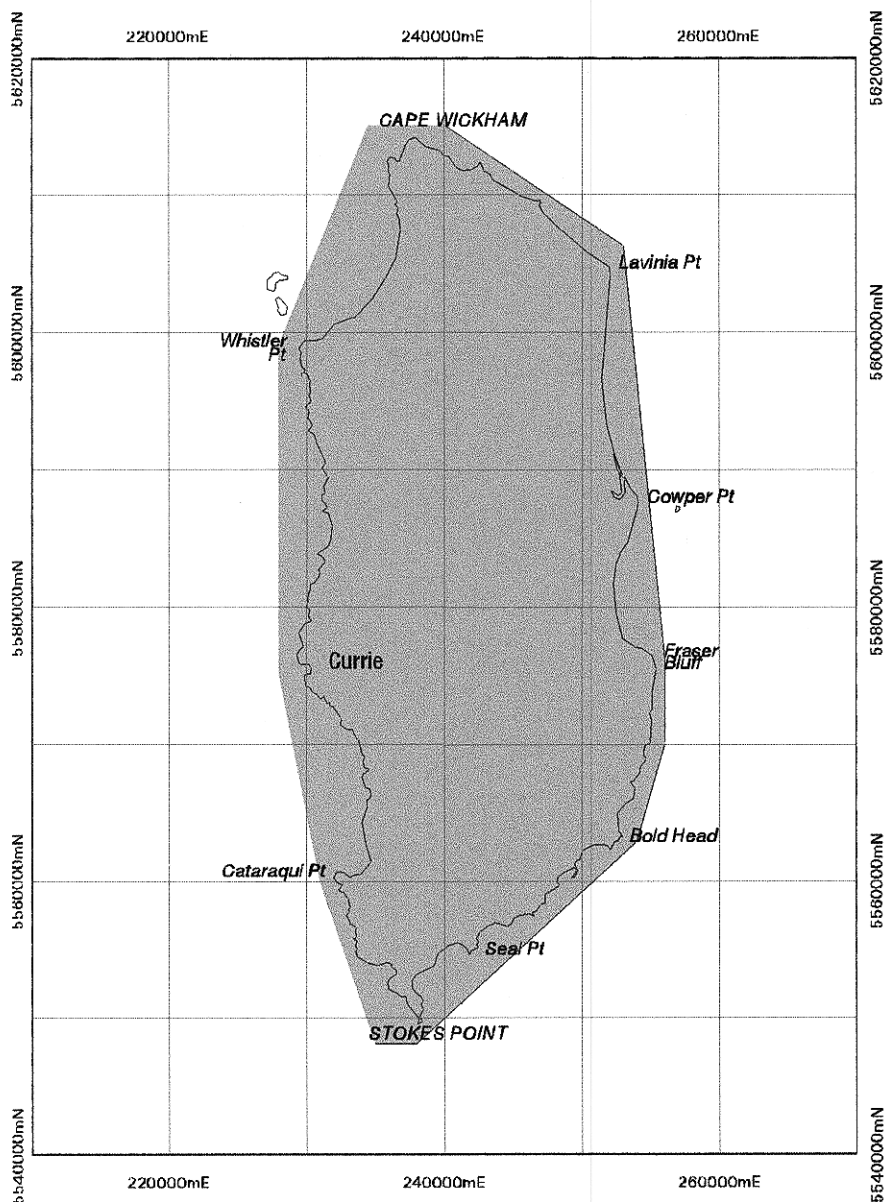 220000mE 240000mE 260000mE
5620000mN 5620000mN
CAPE WICKHAM
Lavinia Pt
Whistler
Pt
5600000mN 5600000mN
Cowper Pt
5580000mN 5580000mN
Fraser
Bluff
Currie
Bold Head
Cataraqui Pt
5560000mN 5560000mN
Seal Pt
STOKES POINT
5540000mN 5540000mN
220000mE 240000mE 260000mE